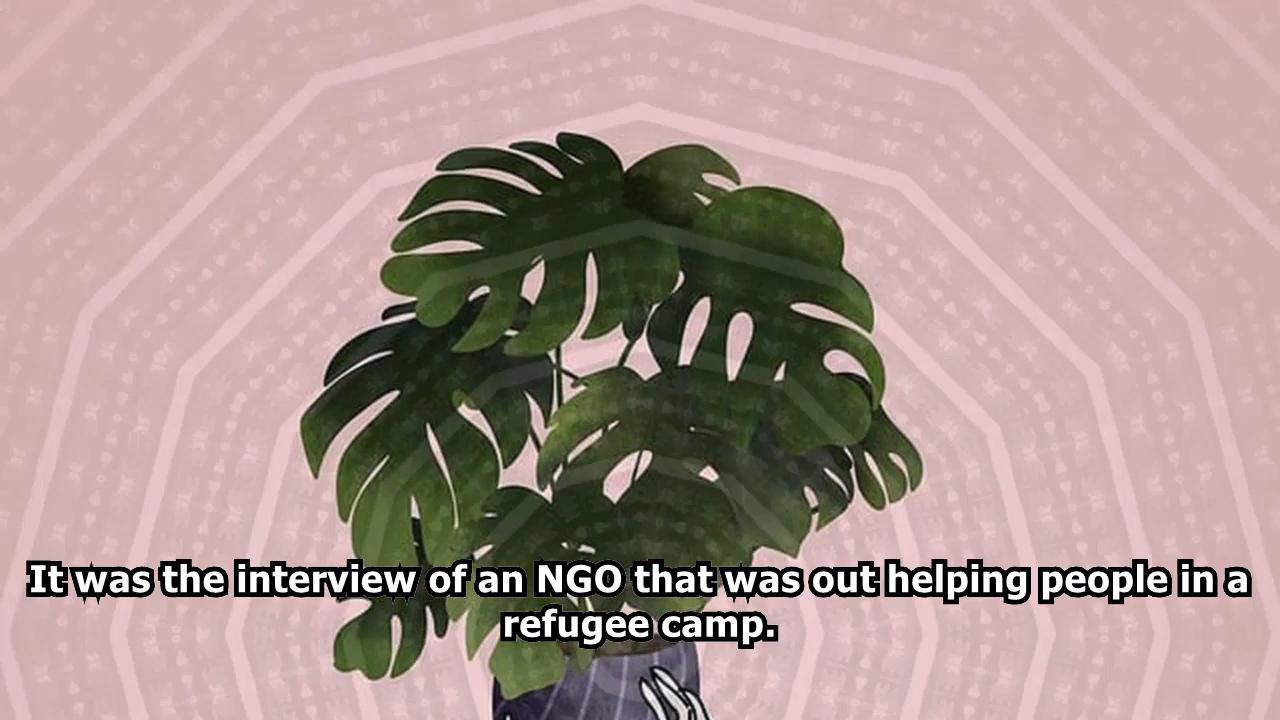 It was the interview of an NGO that was out helping people in a
refugee camp.